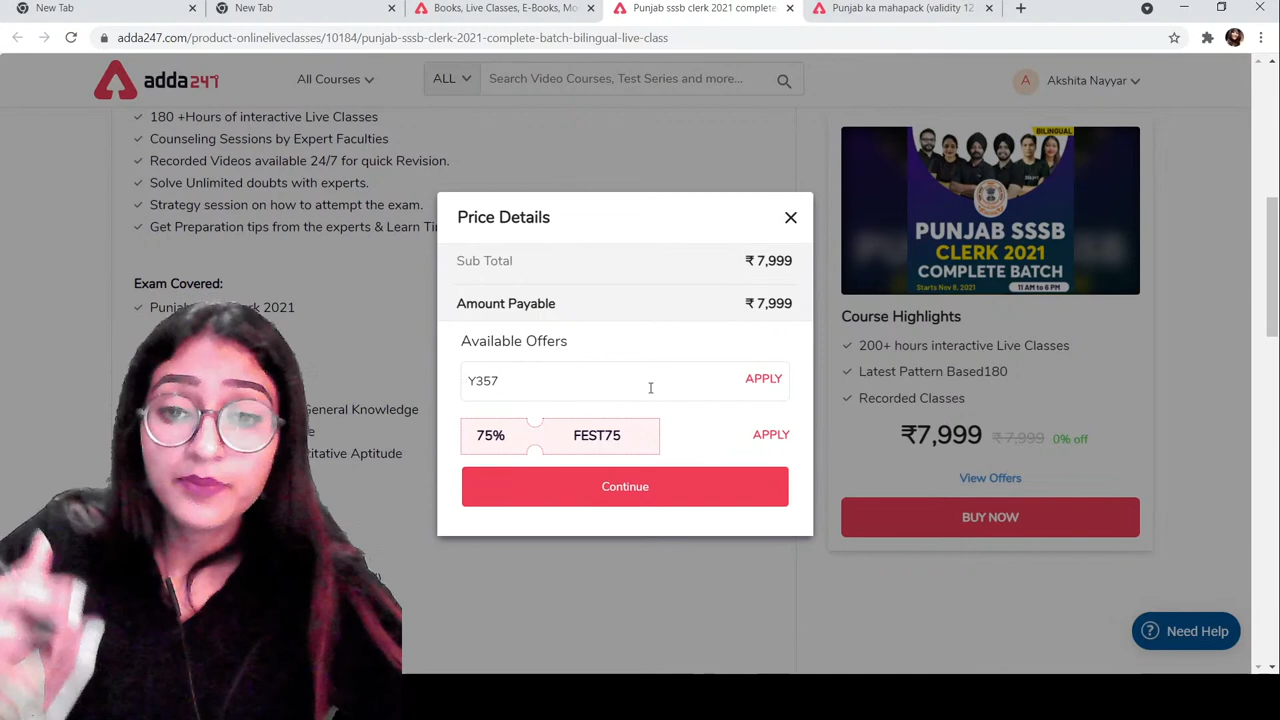 New Tab
New Tab
Books, Live Classes, E-Books, Mo
Punjab sssb clerk 2021 complete
Punjab ka mahapack (validity 12
adda247.com/product-onlineliveclasses/10184/punjab-sssb-clerk-2021-complete-batch-bilingual-live-class
adda247
All Courses
ALL
Search Video Courses, Test Series and more...
A
Akshita Nayyar
180 +Hours of interactive Live Classes
Counseling Sessions by Expert Faculties
Recorded Videos available 24/7 for quick Revision.
Solve Unlimited doubts with experts.
Strategy session on how to attempt the exam.
Get Preparation tips from the experts & Learn Ti
Exam Covered:
Punjab
rk 2021
General Knowledge
titative Aptitude
Price Details
Sub Total ₹ 7,999
Amount Payable ₹ 7,999
Available Offers
Y357 APPLY
75% FEST75 APPLY
Continue
BILINGUAL
PUNJAB SSSB
CLERK 2021
COMPLETE BATCH
Starts Nov 8, 2021 11 AM to 6 PM
Course Highlights
200+ hours interactive Live Classes
Latest Pattern Based180
Recorded Classes
₹7,999 ₹ 7,999 0% off
View Offers
BUY NOW
Need Help